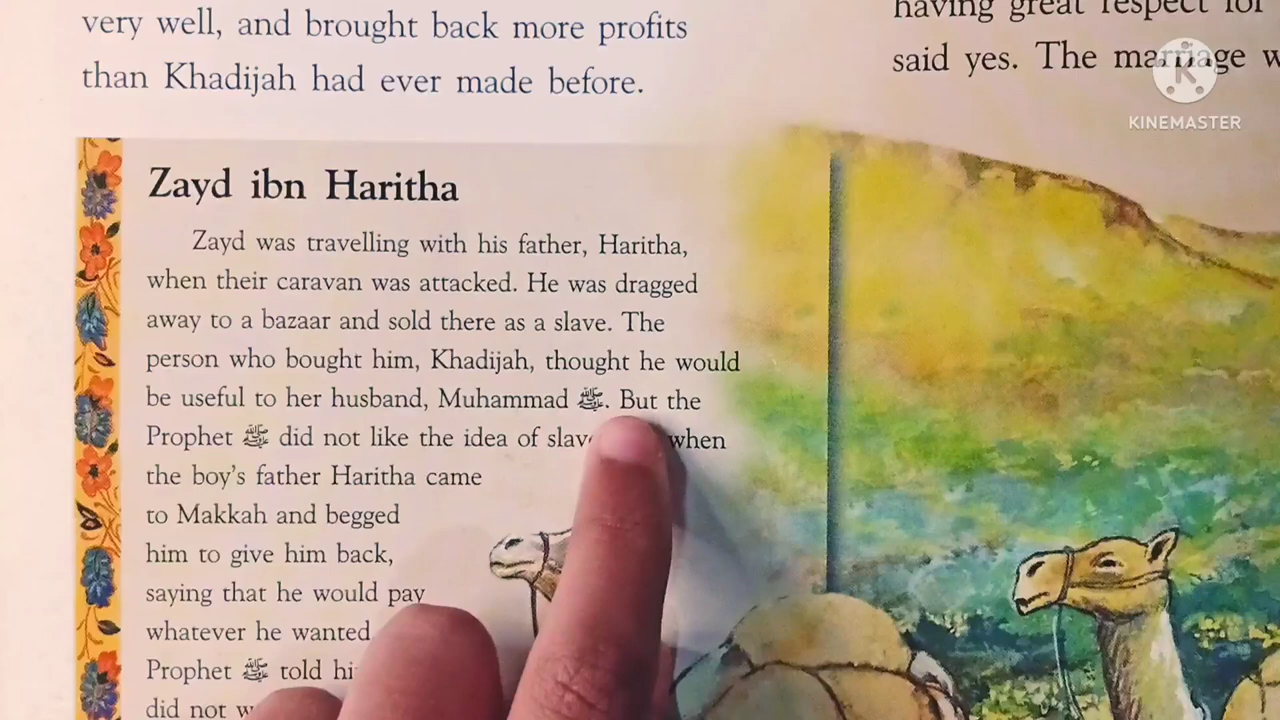 very well, and brought back more profits
than Khadijah had ever made before.
Zayd ibn Haritha
Zayd was travelling with his father, Haritha,
when their caravan was attacked. He was dragged
away to a bazaar and sold there as a slave. The
person who bought him, Khadijah, thought he would
be useful to her husband, Muhammad ﷺ. But the
Prophet ﷺ did not like the idea of when
the boy's father Haritha came
to Makkah and begged
him to give him back,
saying that he would pay
whatever he wanted
Prophet ﷺ told
did not
having great respect for
said yes. The marriage
KINEMASTER